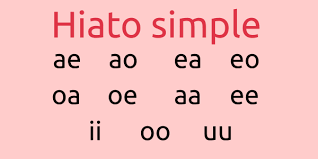 Hiato simple
ae ao ea eo
oa oe aa ee
ii oo uu